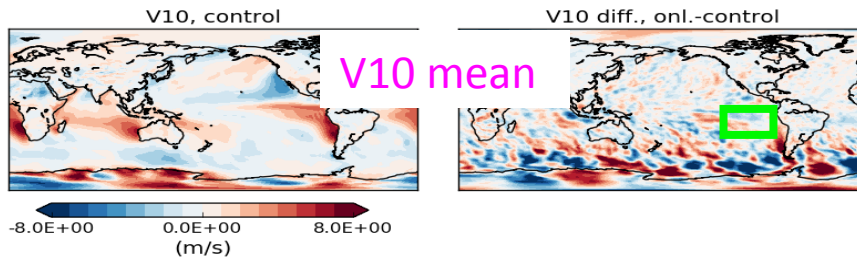 V10, control
V10 diff., onl.-control
V10 mean
-8.0E+00 0.0E+00 8.0E+00
(m/s)